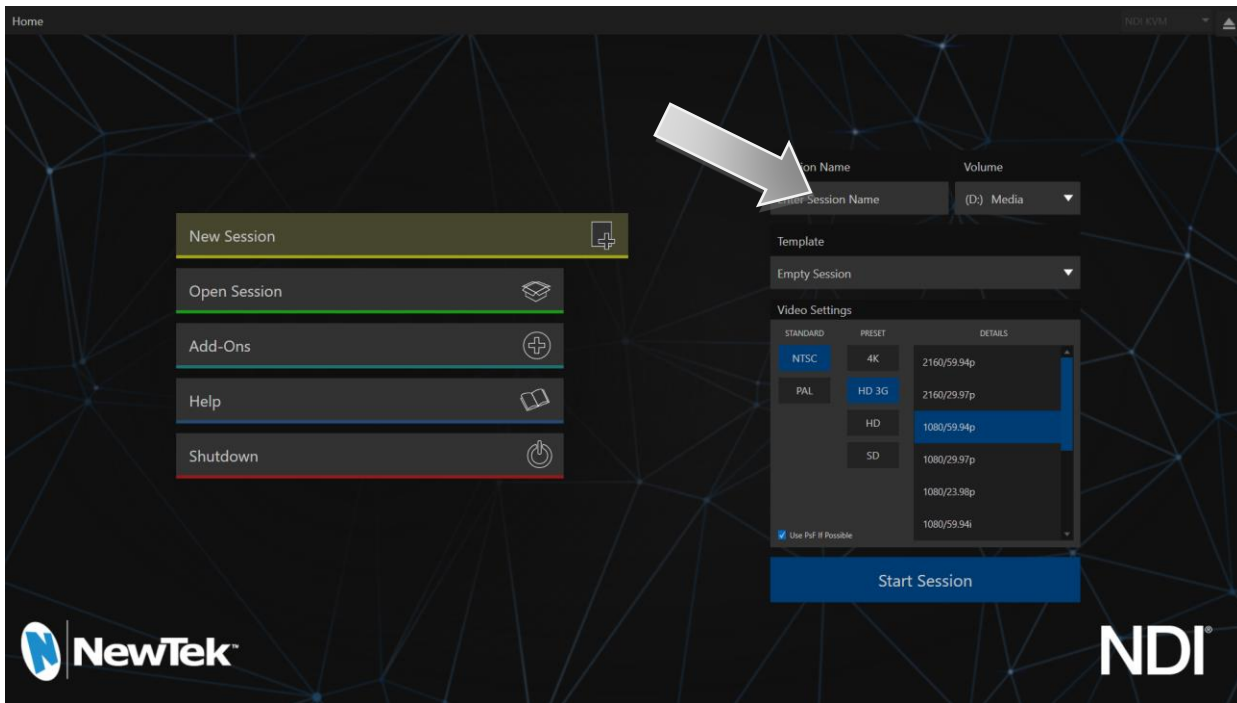 Home
NDI KVM
ion Name
Volume
Enter Session Name
(D:) Media
New Session
Template
Open Session
Empty Session
Video Settings
STANDARD
PRESET
DETAILS
Add-Ons
NTSC
4K
2160/59.94p
PAL
HD 3G
2160/29.97p
Help
HD
1080/59.94p
Shutdown
SD
1080/29.97p
1080/23.98p
1080/59.94i
Use PsF If Possible
Start Session
NewTek™
NDI®